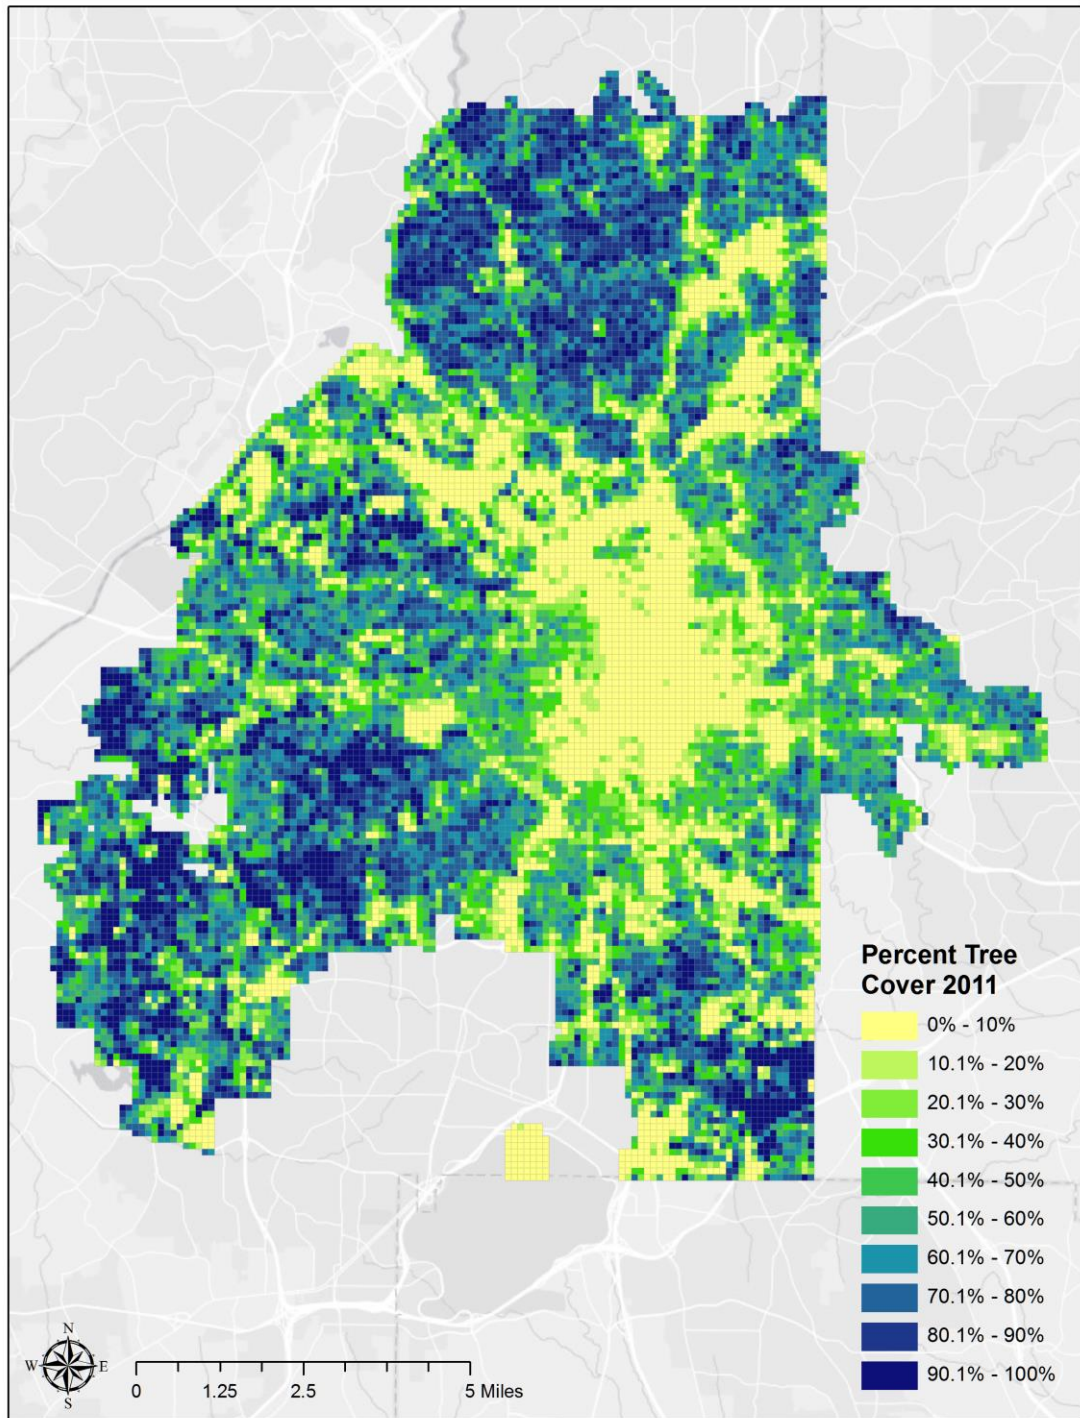 Percent Tree
Cover 2011
0% - 10%
10.1% - 20%
20.1% - 30%
30.1% - 40%
40.1% - 50%
50.1% - 60%
60.1% - 70%
70.1% - 80%
80.1% - 90%
90.1% - 100%
N
W E
S
0 1.25 2.5 5 Miles